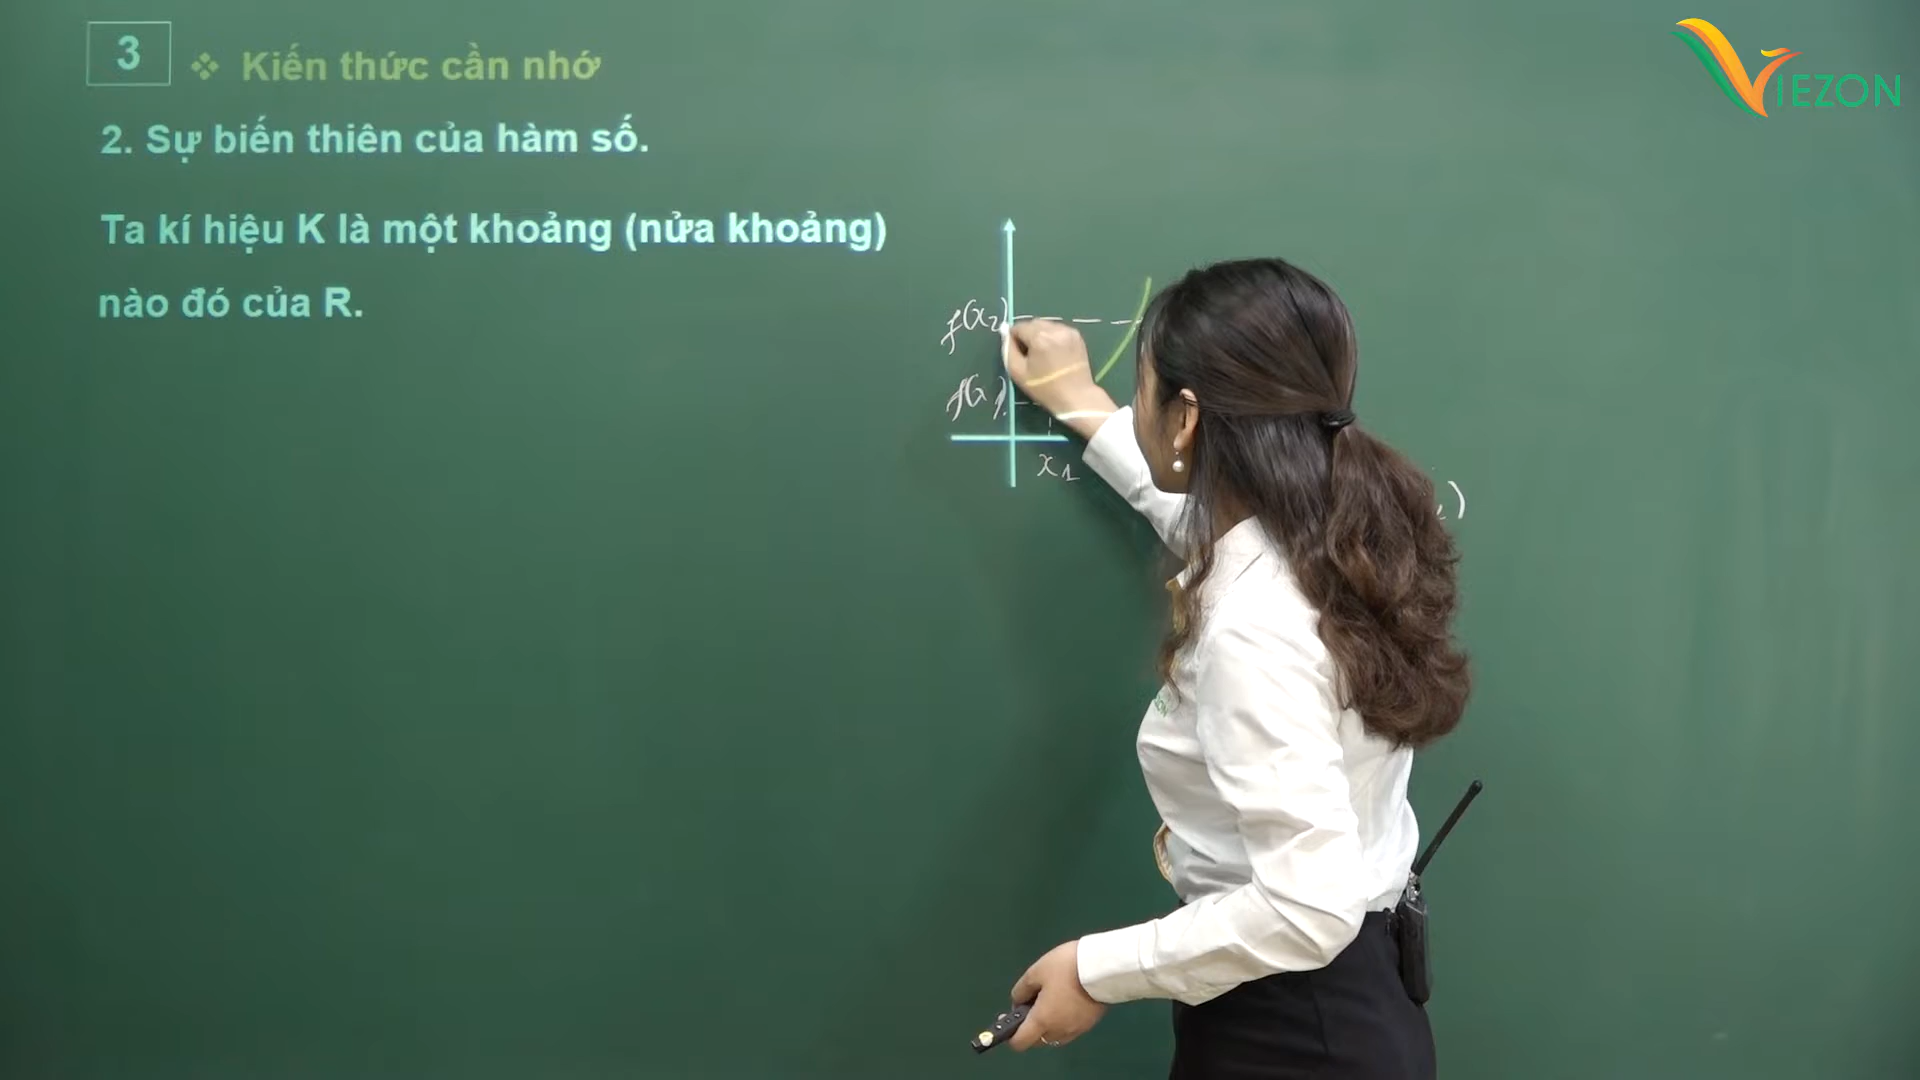 3
❖ Kiến thức cần nhớ
VIEZON
2. Sự biến thiên của hàm số.
Ta kí hiệu K là một khoảng (nửa khoảng)
nào đó của R.
f(x₂)
f(x₁)
x₁